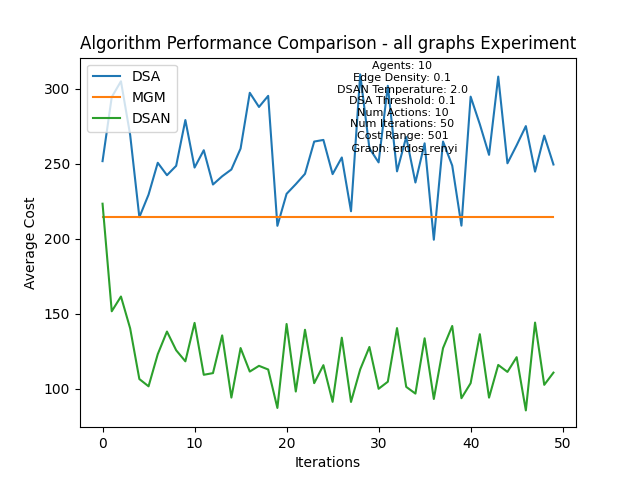 Algorithm Performance Comparison - all graphs Experiment
DSA
MGM
DSAN
Agents: 10
Edge Density: 0.1
DSAN Temperature: 2.0
DSA Threshold: 0.1
Num Actions: 10
Num Iterations: 50
Cost Range: 501
Graph: erdos_renyi
Average Cost
300
250
200
150
100
0 10 20 30 40 50
Iterations